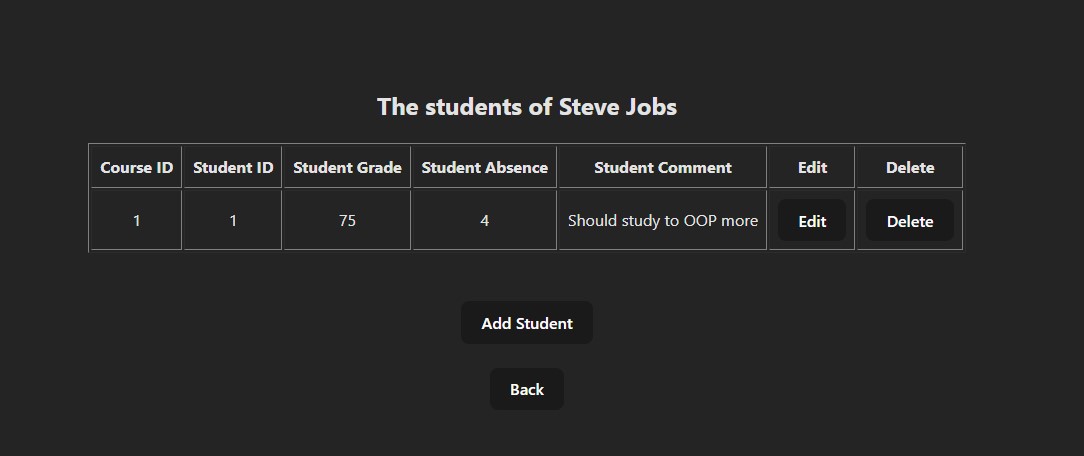 The students of Steve Jobs
Course ID Student ID Student Grade Student Absence Student Comment Edit Delete
1 1 75 4 Should study to OOP more Edit Delete
Add Student
Back